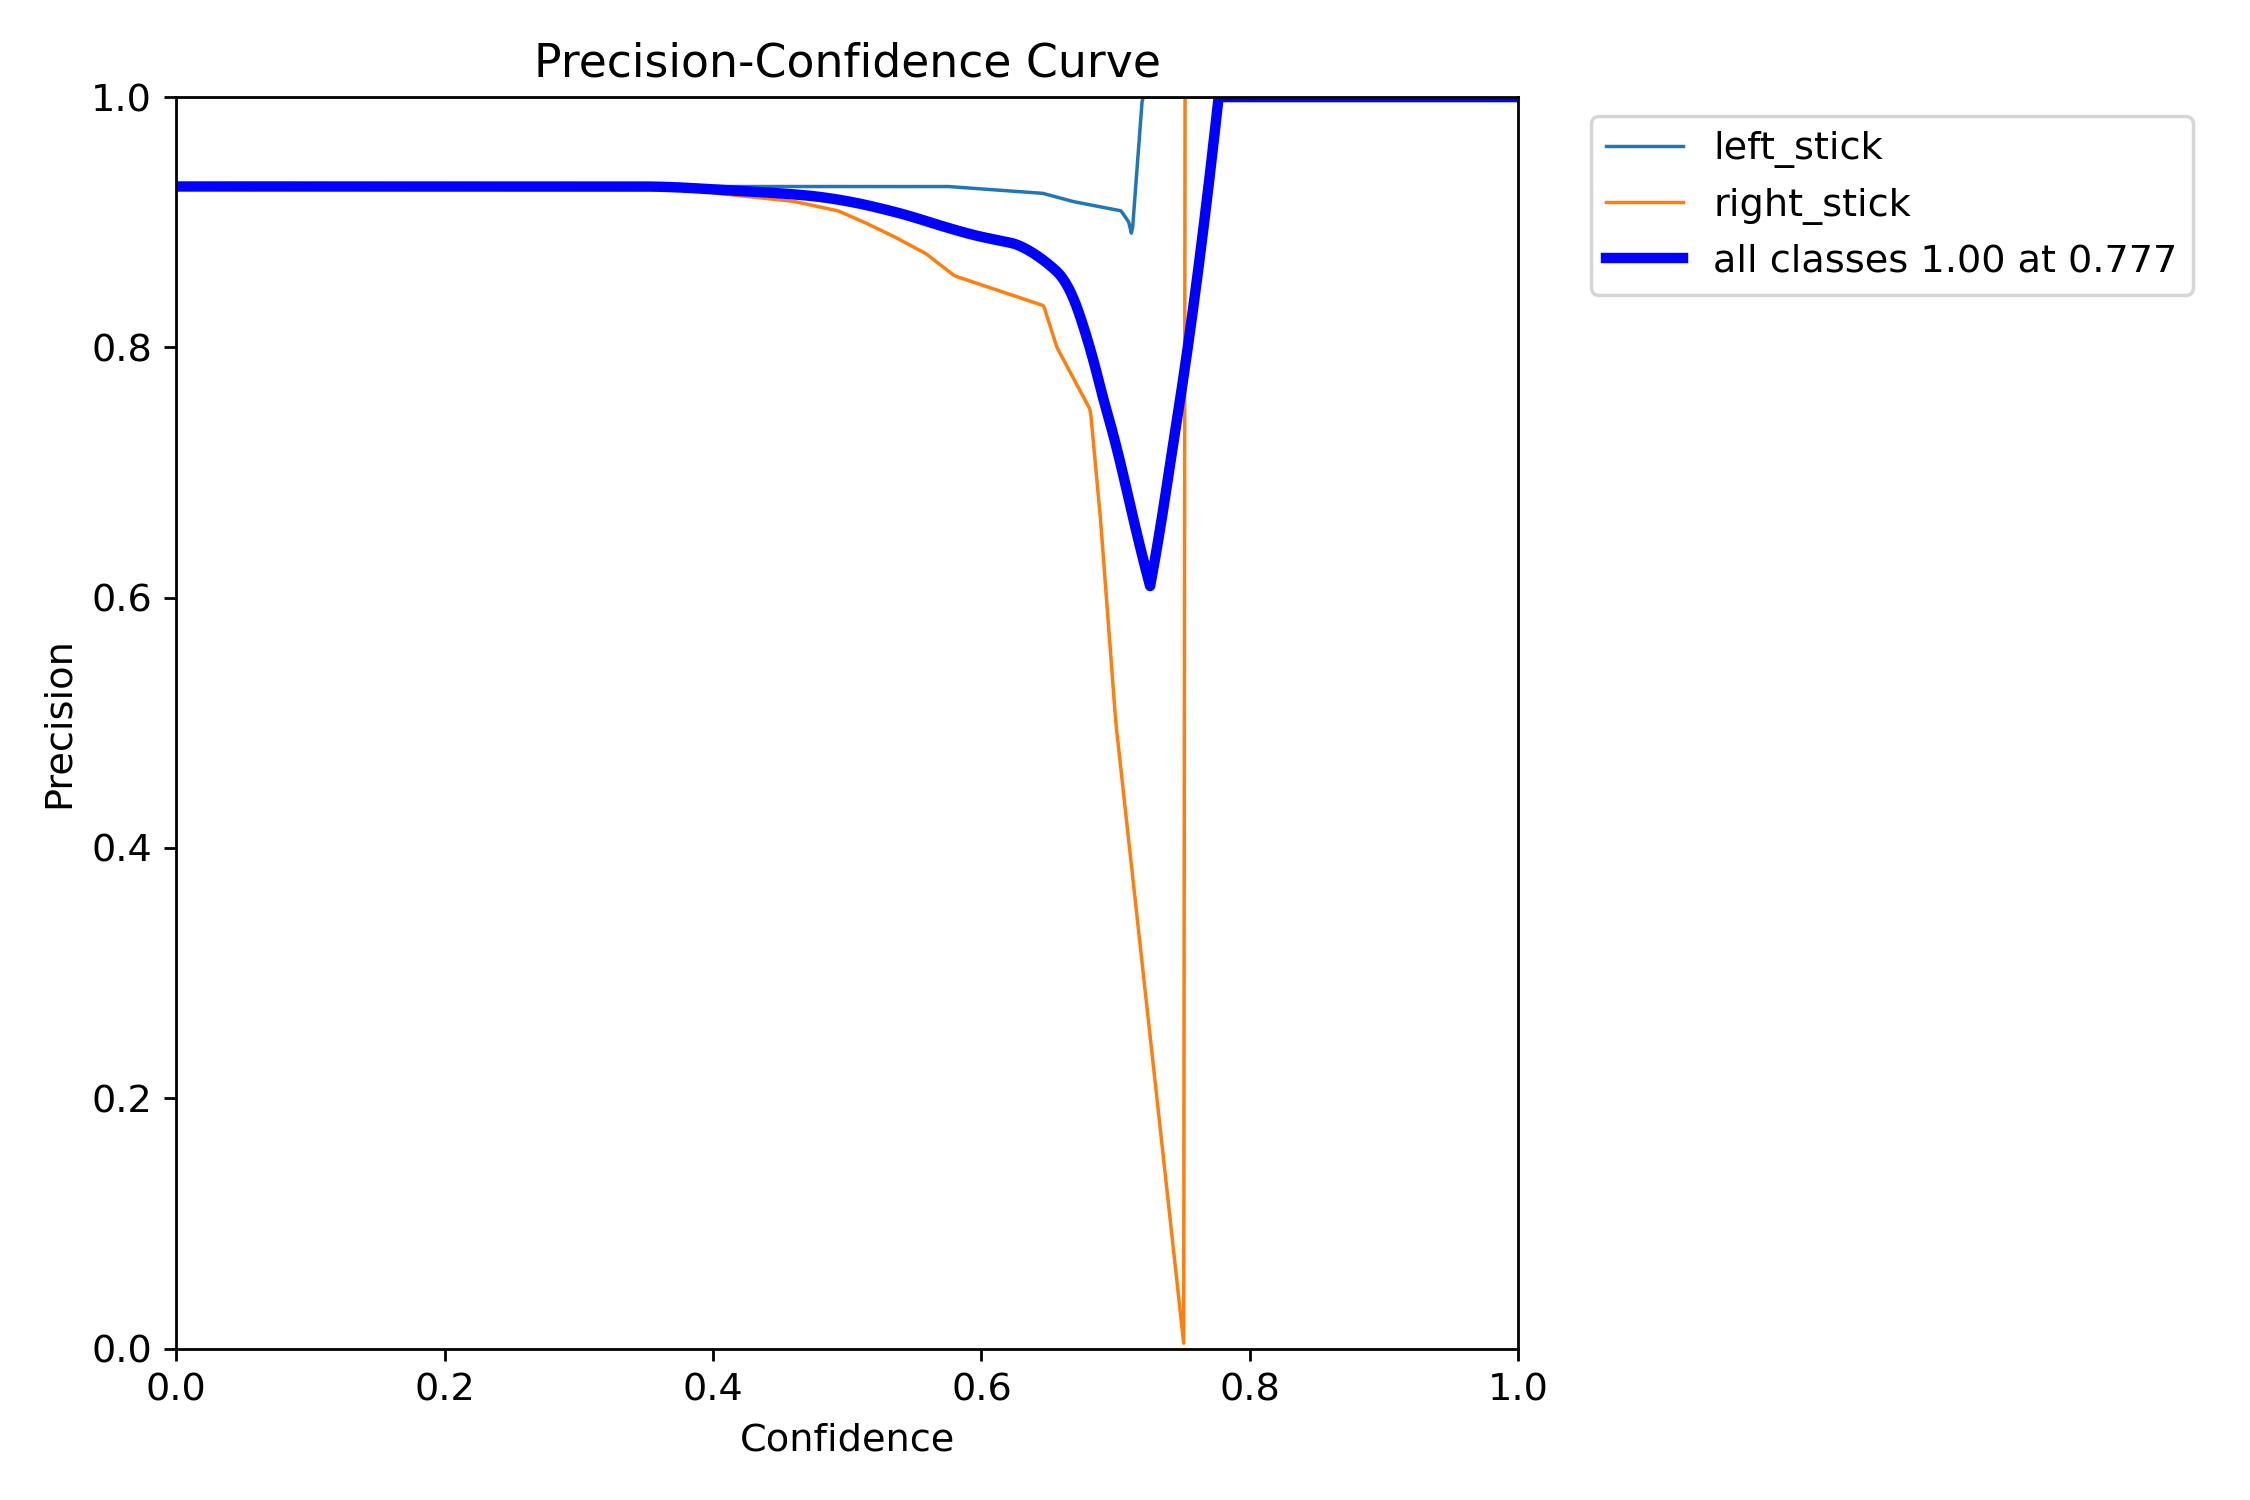 Precision-Confidence Curve
1.0
0.8
0.6
0.4
0.2
0.0
Precision
0.0 0.2 0.4 0.6 0.8 1.0
Confidence
left_stick
right_stick
all classes 1.00 at 0.777